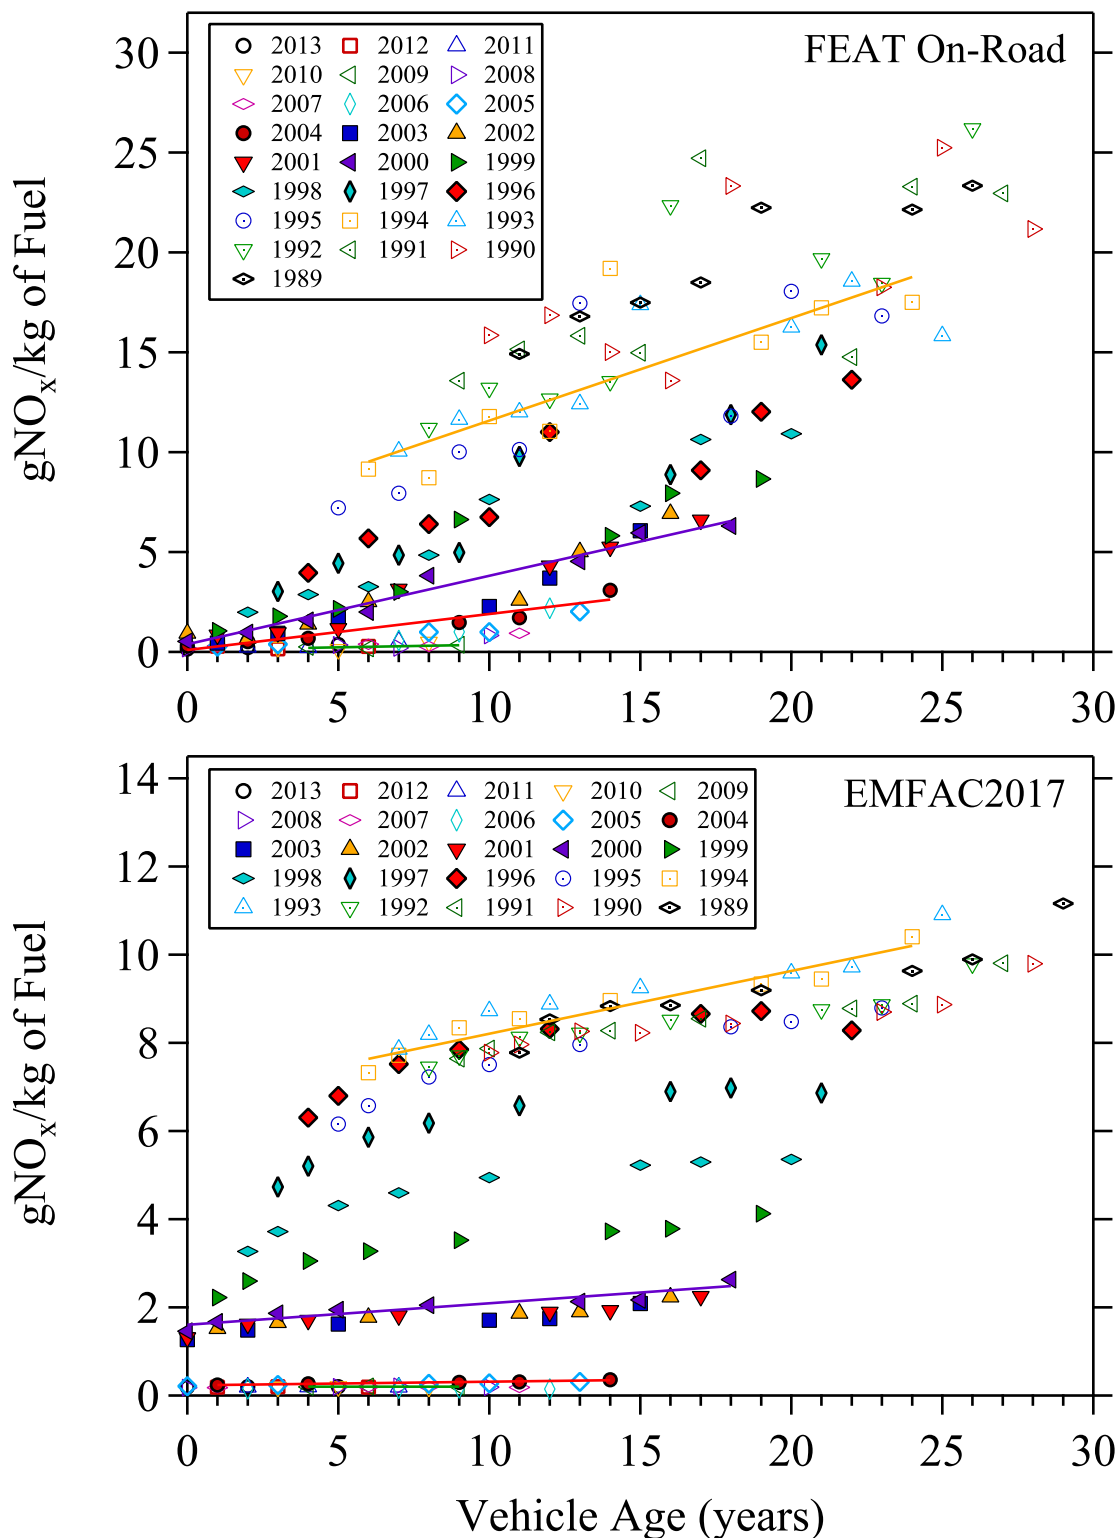 FEAT On-Road
30
25
20
15
10
5
0
gNOx/kg of Fuel
2013 2012 2011
2010 2009 2008
2007 2006 2005
2004 2003 2002
2001 2000 1999
1998 1997 1996
1995 1994 1993
1992 1991 1990
1989
0 5 10 15 20 25 30
EMFAC2017
14
12
10
8
6
4
2
0
gNOx/kg of Fuel
2013 2012 2011 2010 2009
2008 2007 2006 2005 2004
2003 2002 2001 2000 1999
1998 1997 1996 1995 1994
1993 1992 1991 1990 1989
0 5 10 15 20 25 30
Vehicle Age (years)